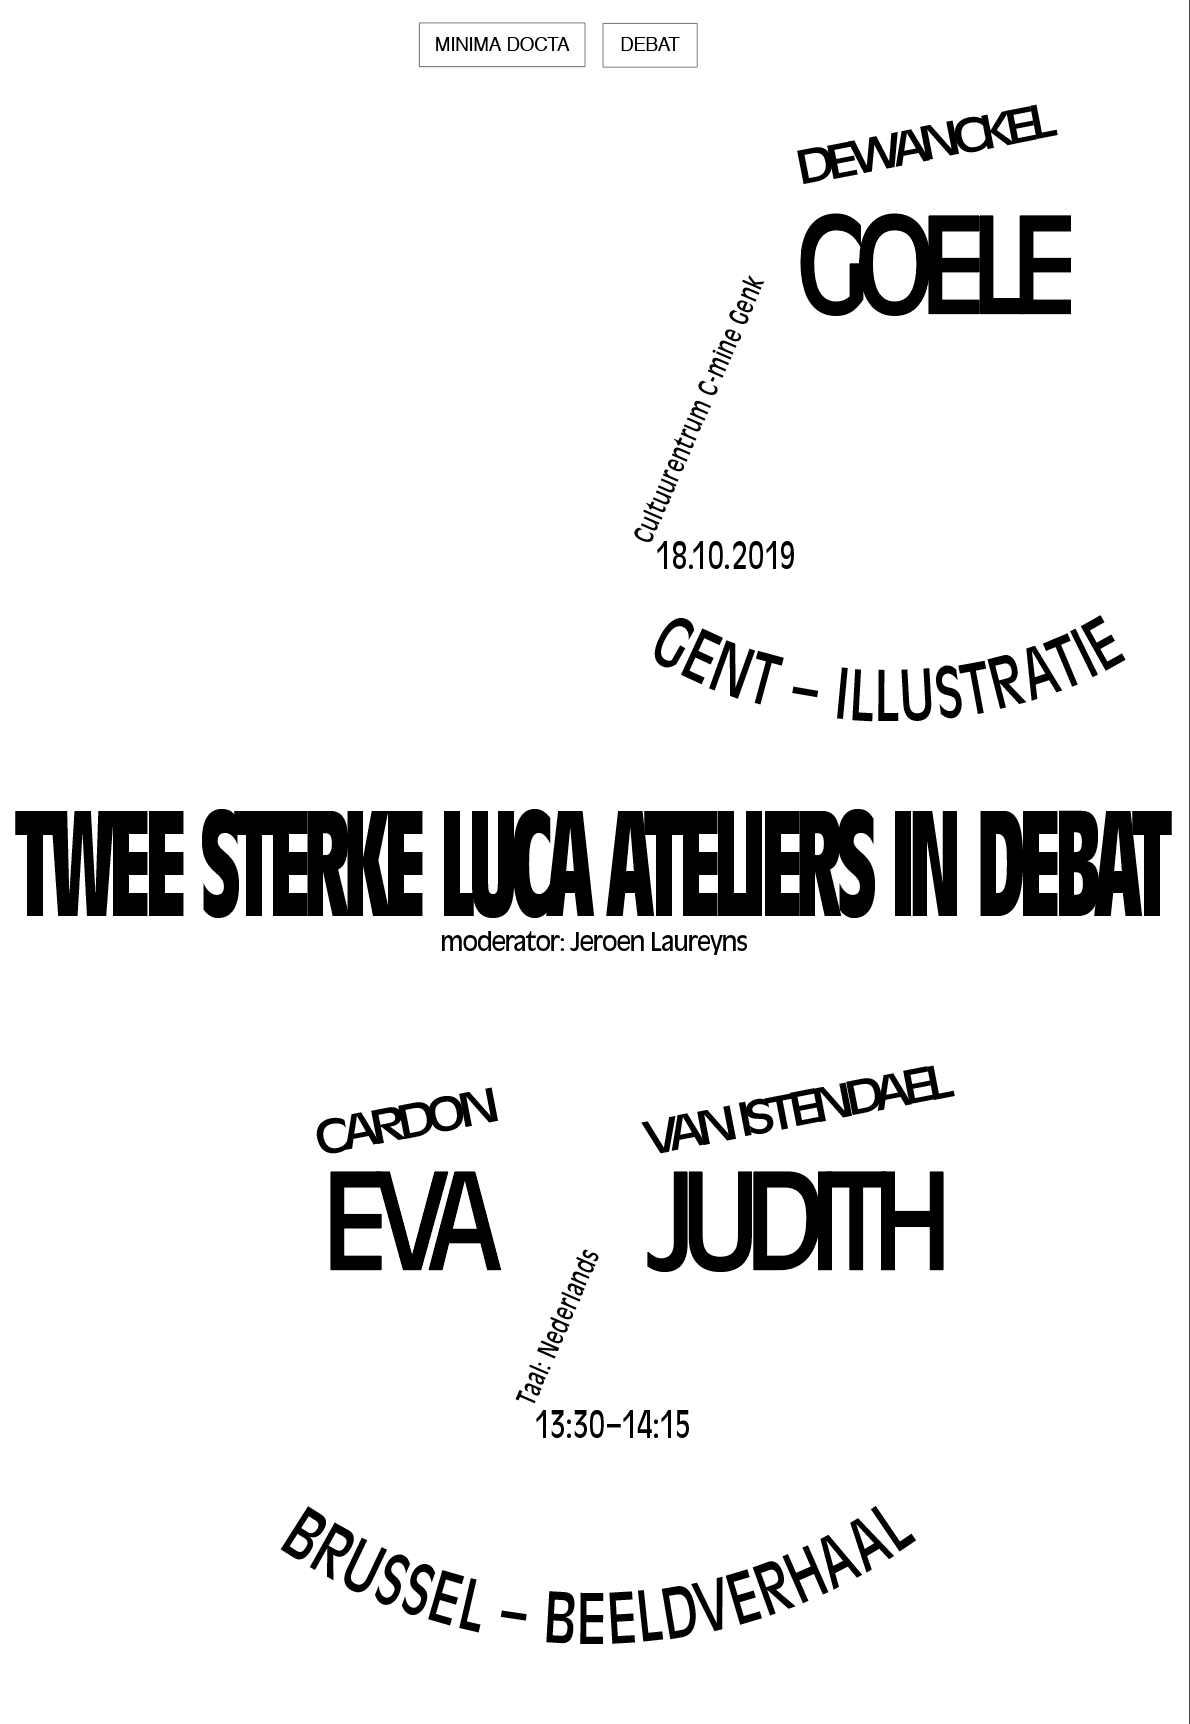 MINIMA DOCTA
DEBAT
DEWANCKEL
GOELE
Cultuurentrum C-mine Genk
18.10.2019
GENT – ILLUSTRATIE
TWEE STERKE LUCA ATELIERS IN DEBAT
moderator: Jeroen Laureyns
CARDON
EVA
VAN ISTENDAEL
JUDITH
Taal: Nederlands
13:30–14:15
BRUSSEL – BEELDVERHAAL